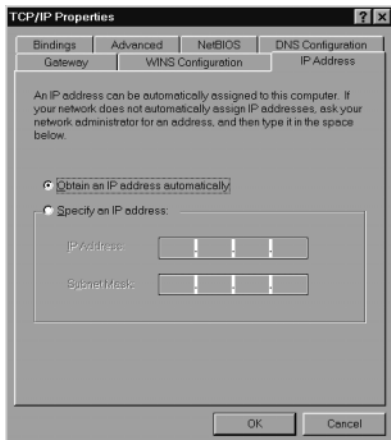 TCP/IP Properties
Bindings Advanced NetBIOS DNS Configuration
Gateway WINS Configuration IP Address
An IP address can be automatically assigned to this computer. If
your network does not automatically assign IP addresses, ask your
network administrator for an address, and then type it in the space
below.
Obtain an IP address automatically
Specify an IP address:
IP Address:
Subnet Mask:
OK Cancel